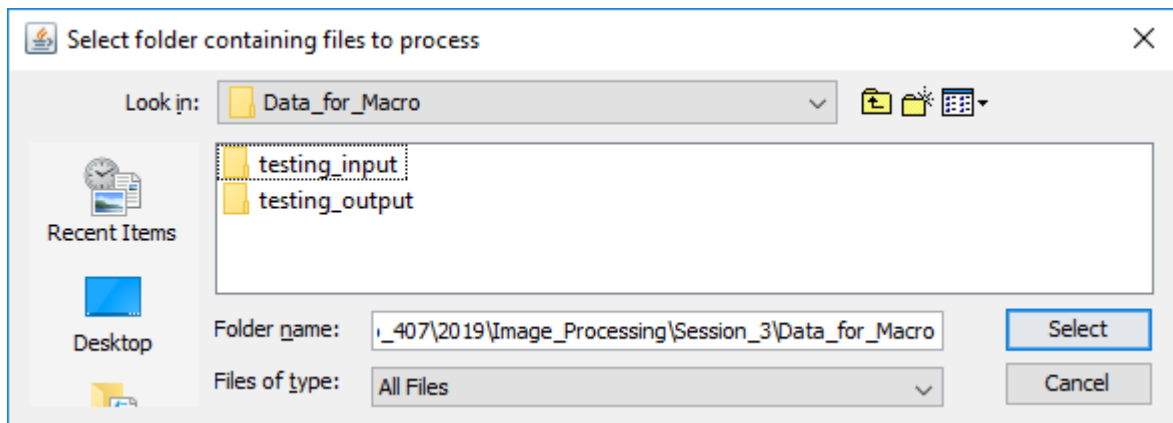 Select folder containing files to process
Look in: Data_for_Macro
testing_input
testing_output
Recent Items
Desktop
Folder name: _407\2019\Image_Processing\Session_3\Data_for_Macro Select
Files of type: All Files Cancel